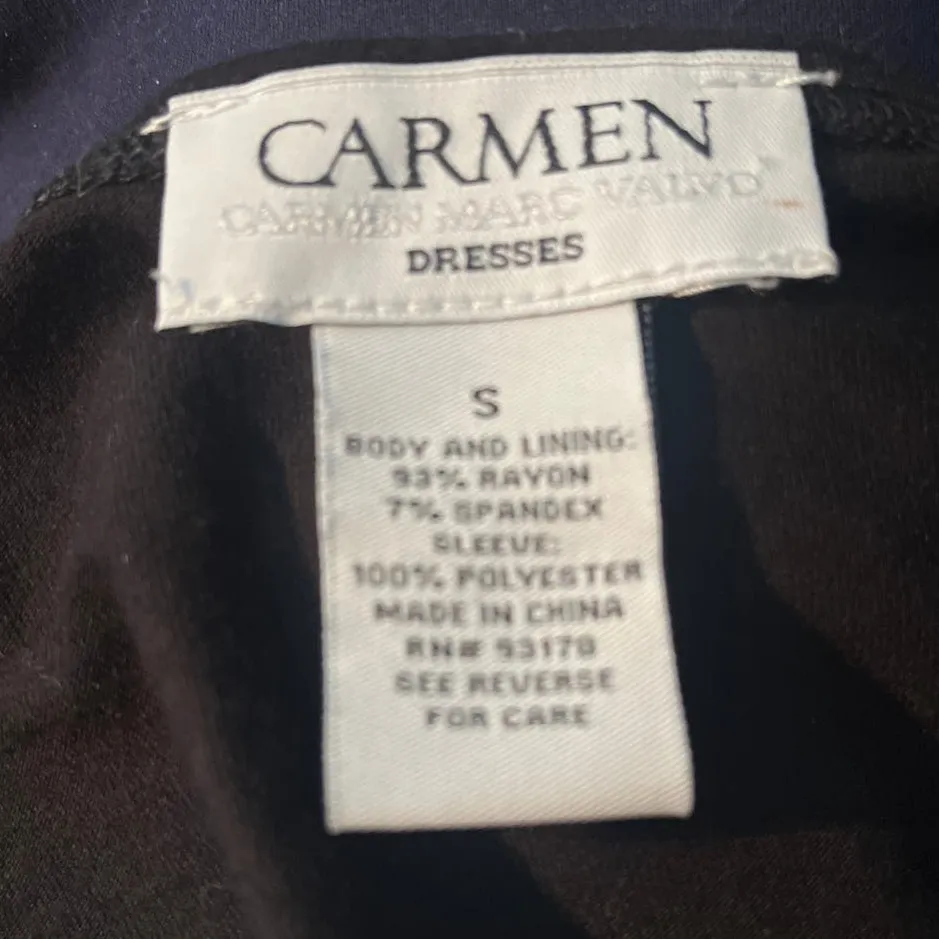 CARMEN
CARMEN MARC VALVO
DRESSES
S
BODY AND LINING:
93% RAYON
7% SPANDEX
SLEEVE:
100% POLYESTER
MADE IN CHINA
RN# 93170
SEE REVERSE
FOR CARE